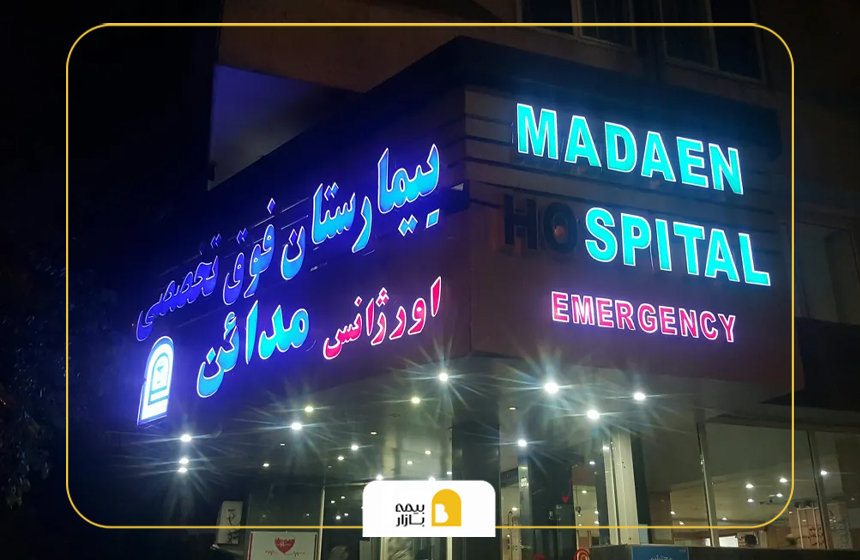 بیمارستان فوق تخصصی
مدائن
اورژانس
MADAEN
HOSPITAL
EMERGENCY
بیمه
بازار